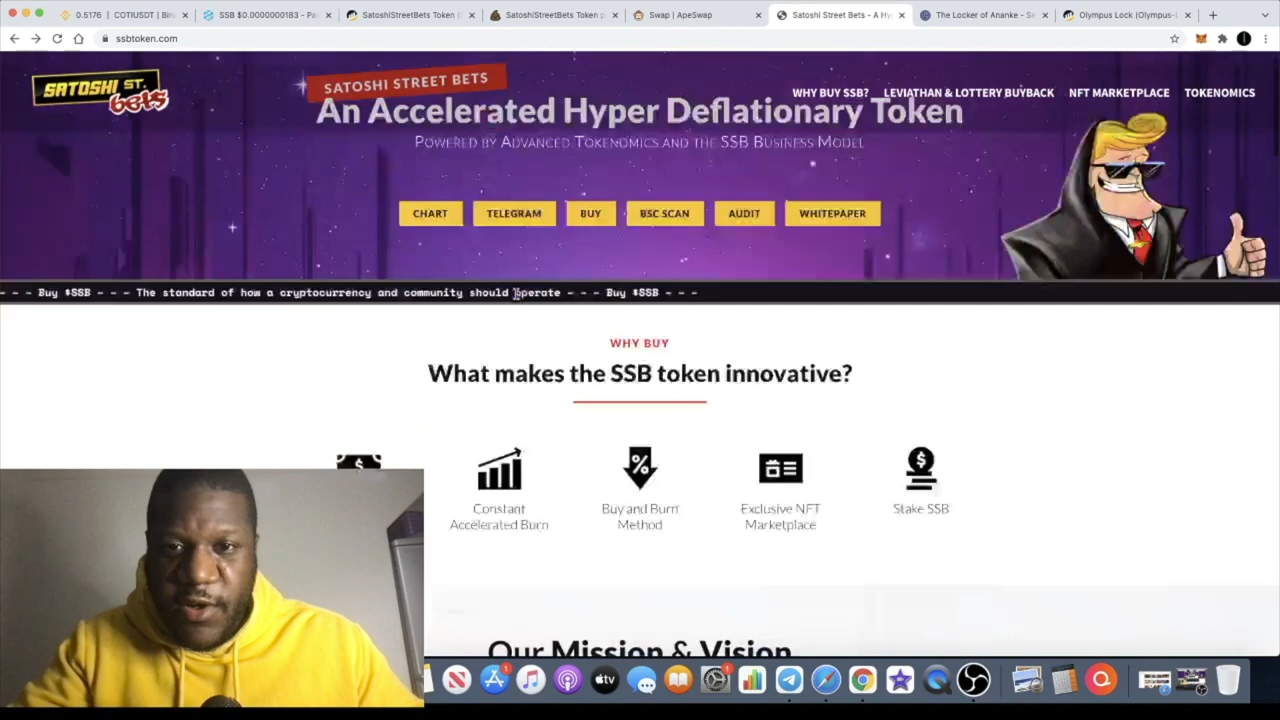 0.5176 | COTIUSDT | Bin
SSB $0.0000000183 - Pan
SatoshiStreetBets Token (
SatoshiStreetBets Token p
Swap | ApeSwap
Satoshi Street Bets - A Hy
The Locker of Ananke - Se
Olympus Lock (Olympus-L
ssbtoken.com
SATOSHI ST.
bets
SATOSHI STREET BETS
WHY BUY SSB?
LEVIATHAN & LOTTERY BUYBACK
NFT MARKETPLACE
TOKENOMICS
An Accelerated Hyper Deflationary Token
Powered by Advanced Tokenomics and the SSB Business Model
CHART
TELEGRAM
BUY
BSC SCAN
AUDIT
WHITEPAPER
- - - Buy $SSB - - - The standard of how a cryptocurrency and community should operate - - - Buy $SSB - - -
WHY BUY
What makes the SSB token innovative?
Constant
Accelerated Burn
Buy and Burn
Method
Exclusive NFT
Marketplace
Stake SSB
Our Mission & Vision
tv
1
1